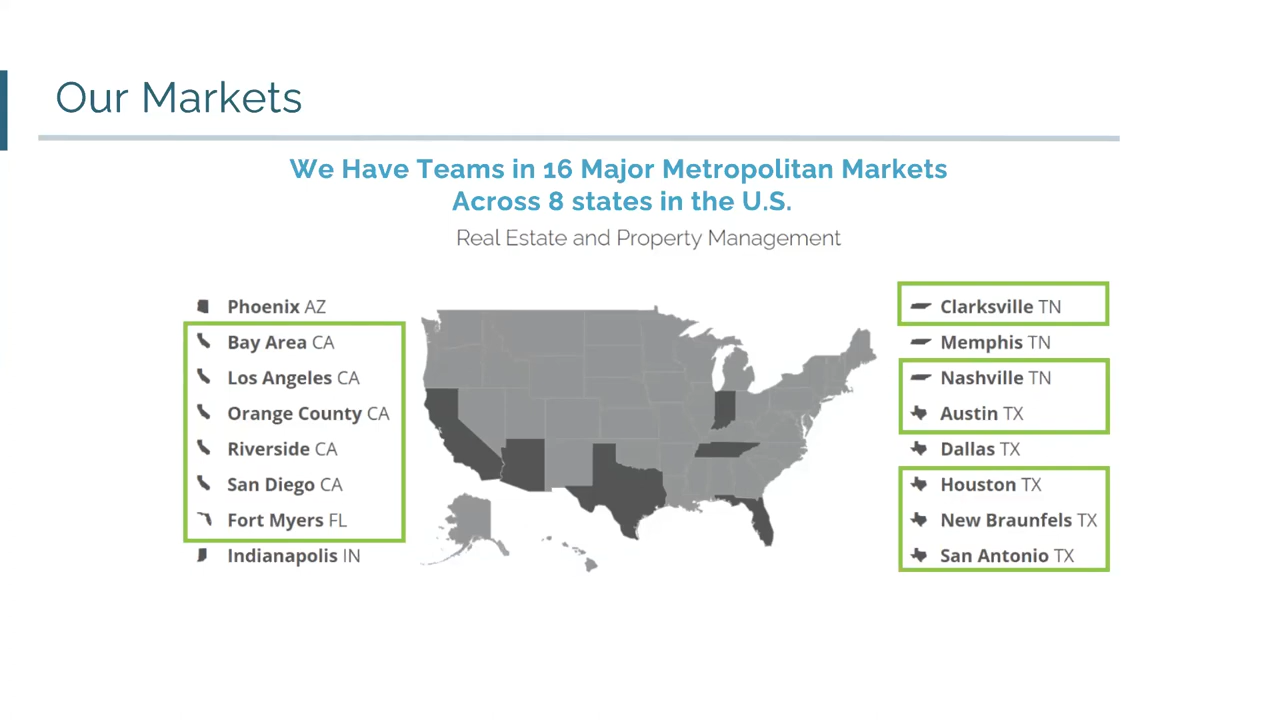 Our Markets
We Have Teams in 16 Major Metropolitan Markets
Across 8 states in the U.S.
Real Estate and Property Management
Phoenix AZ
Bay Area CA
Los Angeles CA
Orange County CA
Riverside CA
San Diego CA
Fort Myers FL
Indianapolis IN
Clarksville TN
Memphis TN
Nashville TN
Austin TX
Dallas TX
Houston TX
New Braunfels TX
San Antonio TX